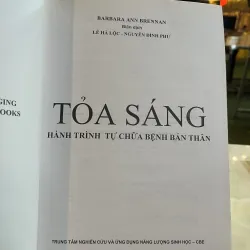 BARBARA ANN BRENNAN
Biên dịch
LÊ HÀ LỘC - NGUYỄN ĐÌNH PHƯ
GING
OOKS
TỎA SÁNG
HÀNH TRÌNH TỰ CHỮA BỆNH BẢN THÂN
TRUNG TÂM NGHIÊN CỨU VÀ ỨNG DỤNG NĂNG LƯỢNG SINH HỌC – CBE